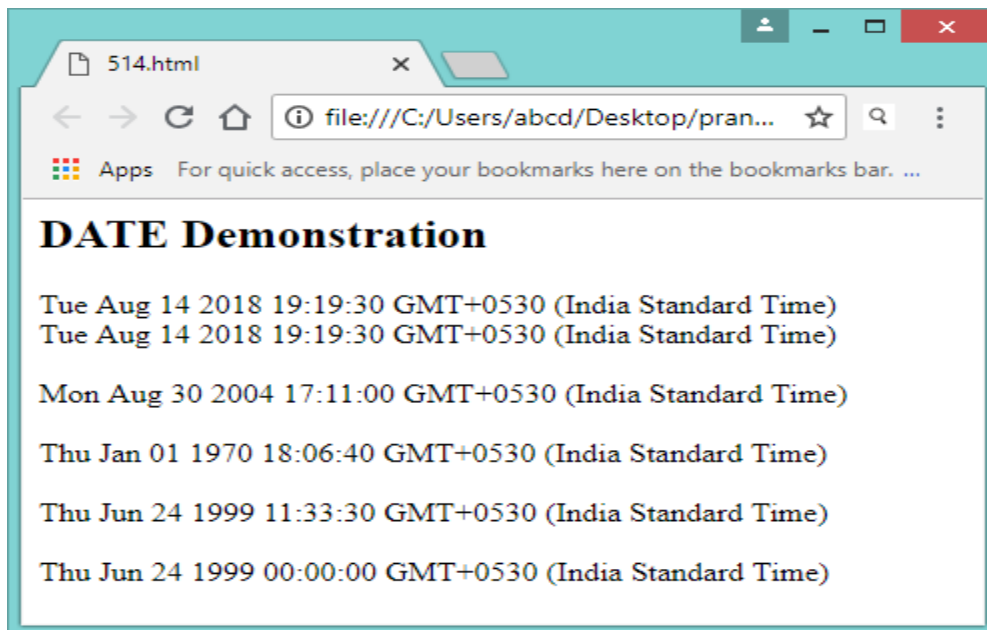 514.html
file:///C:/Users/abcd/Desktop/pran...
Apps For quick access, place your bookmarks here on the bookmarks bar. ...
DATE Demonstration
Tue Aug 14 2018 19:19:30 GMT+0530 (India Standard Time)
Tue Aug 14 2018 19:19:30 GMT+0530 (India Standard Time)
Mon Aug 30 2004 17:11:00 GMT+0530 (India Standard Time)
Thu Jan 01 1970 18:06:40 GMT+0530 (India Standard Time)
Thu Jun 24 1999 11:33:30 GMT+0530 (India Standard Time)
Thu Jun 24 1999 00:00:00 GMT+0530 (India Standard Time)